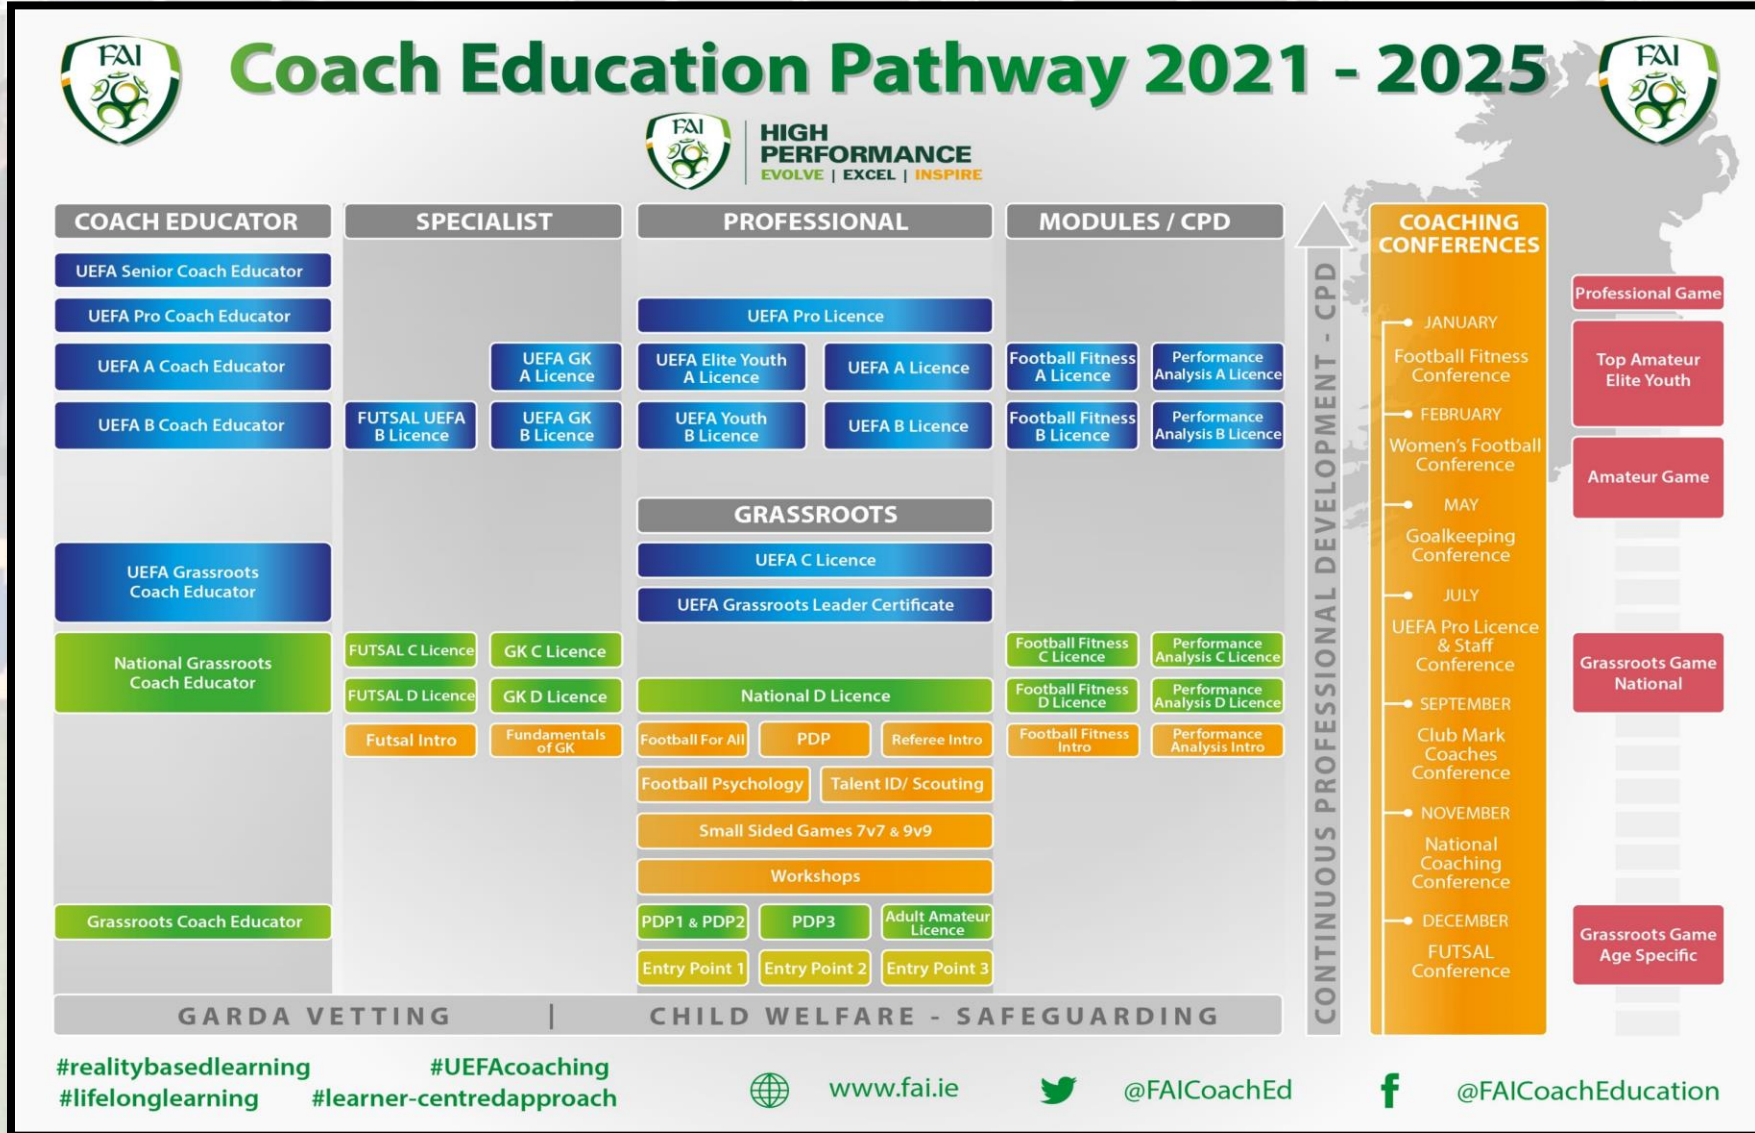 FAI
Coach Education Pathway 2021 - 2025
FAI
FAI
HIGH
PERFORMANCE
EVOLVE | EXCEL | INSPIRE
COACH EDUCATOR
UEFA Senior Coach Educator
UEFA Pro Coach Educator
UEFA A Coach Educator
UEFA B Coach Educator
UEFA Grassroots
Coach Educator
National Grassroots
Coach Educator
Grassroots Coach Educator
SPECIALIST
UEFA GK
A Licence
FUTSAL UEFA
B Licence
UEFA GK
B Licence
FUTSAL C Licence
GK C Licence
FUTSAL D Licence
GK D Licence
Futsal Intro
Fundamentals
of GK
PROFESSIONAL
UEFA Pro Licence
UEFA Elite Youth
A Licence
UEFA A Licence
UEFA Youth
B Licence
UEFA B Licence
GRASSROOTS
UEFA C Licence
UEFA Grassroots Leader Certificate
National D Licence
Football For All
PDP
Referee Intro
Football Psychology
Talent ID/ Scouting
Small Sided Games 7v7 & 9v9
Workshops
PDP1 & PDP2
PDP3
Adult Amateur
Licence
Entry Point 1
Entry Point 2
Entry Point 3
MODULES / CPD
Football Fitness
A Licence
Performance
Analysis A Licence
Football Fitness
B Licence
Performance
Analysis B Licence
Football Fitness
C Licence
Performance
Analysis C Licence
Football Fitness
D Licence
Performance
Analysis D Licence
Football Fitness
Intro
Performance
Analysis Intro
GARDA VETTING | CHILD WELFARE - SAFEGUARDING
CONTINUOUS PROFESSIONAL DEVELOPMENT - CPD
COACHING
CONFERENCES
JANUARY
Football Fitness
Conference
FEBRUARY
Women's Football
Conference
MAY
Goalkeeping
Conference
JULY
UEFA Pro Licence
& Staff
Conference
SEPTEMBER
Club Mark
Coaches
Conference
NOVEMBER
National
Coaching
Conference
DECEMBER
FUTSAL
Conference
Professional Game
Top Amateur
Elite Youth
Amateur Game
Grassroots Game
National
Grassroots Game
Age Specific
#realitybasedlearning
#UEFAcoaching
#lifelonglearning
#learner-centredapproach
www.fai.ie
@FAICoachEd
@FAICoachEducation